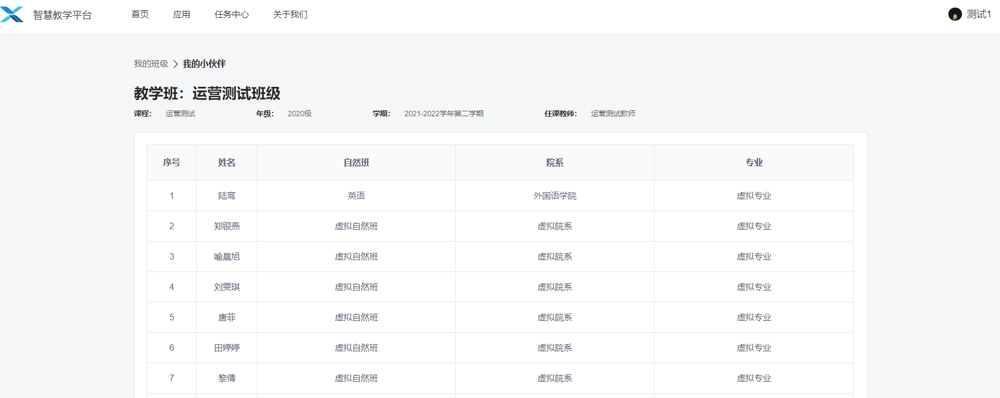 智慧教学平台 首页 应用 任务中心 关于我们 测试1
我的班级 > 我的小伙伴
教学班：运营测试班级
课程： 运营测试 年级： 2020级 学期： 2021-2022学年第二学期 任课教师： 运营测试教师
序号 姓名 自然班 院系 专业
1 陆鸾 英语 外国语学院 虚拟专业
2 郑银燕 虚拟自然班 虚拟院系 虚拟专业
3 喻晨旭 虚拟自然班 虚拟院系 虚拟专业
4 刘雯琪 虚拟自然班 虚拟院系 虚拟专业
5 唐菲 虚拟自然班 虚拟院系 虚拟专业
6 田婷婷 虚拟自然班 虚拟院系 虚拟专业
7 黎倩 虚拟自然班 虚拟院系 虚拟专业